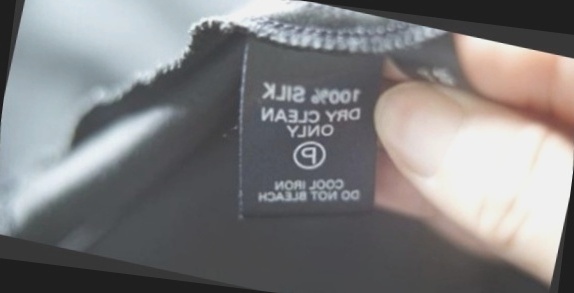 100% SILK
DRY CLEAN
ONLY
P
COOL IRON
DO NOT BLEACH